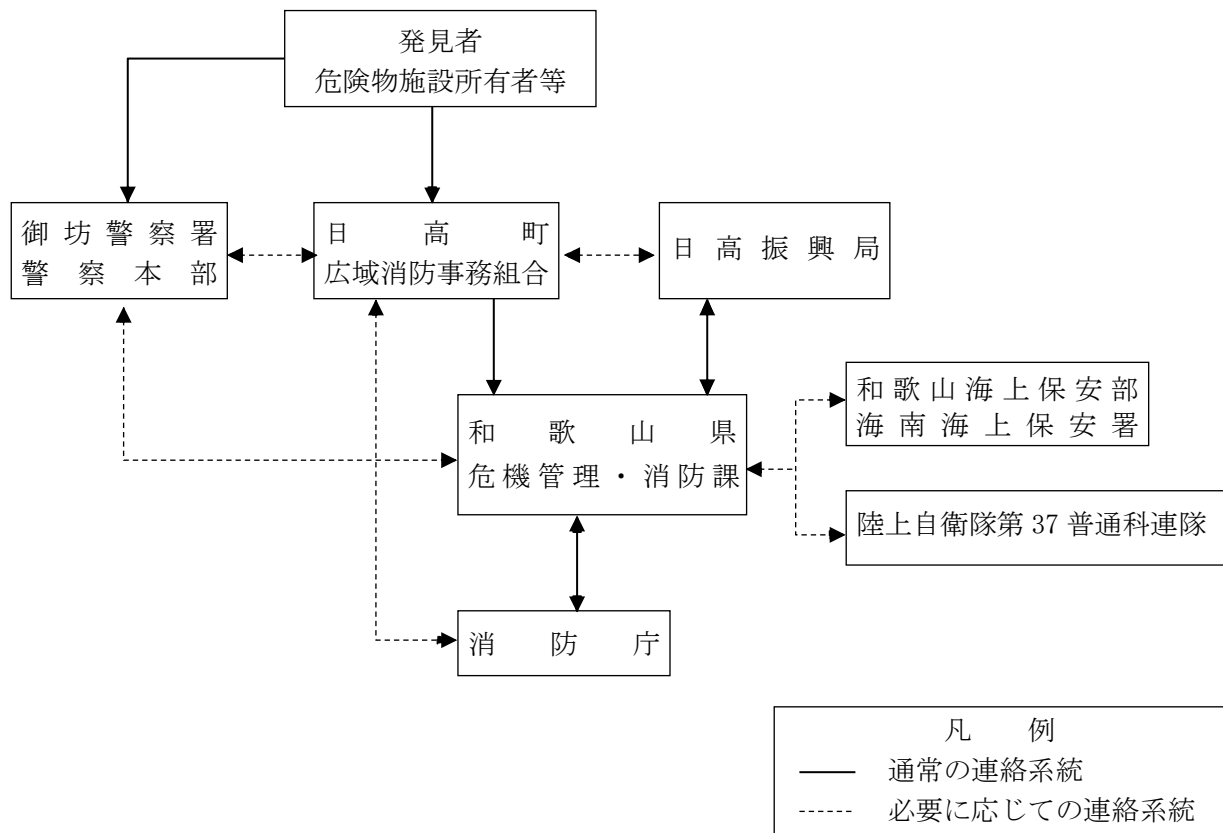 発見者
危険物施設所有者等
御坊警察署
警察本部
日高町
広域消防事務組合
日高振興局
和歌山県
危機管理・消防課
和歌山海上保安部
海南海上保安署
陸上自衛隊第37普通科連隊
消防庁
凡例
通常の連絡系統
必要に応じての連絡系統